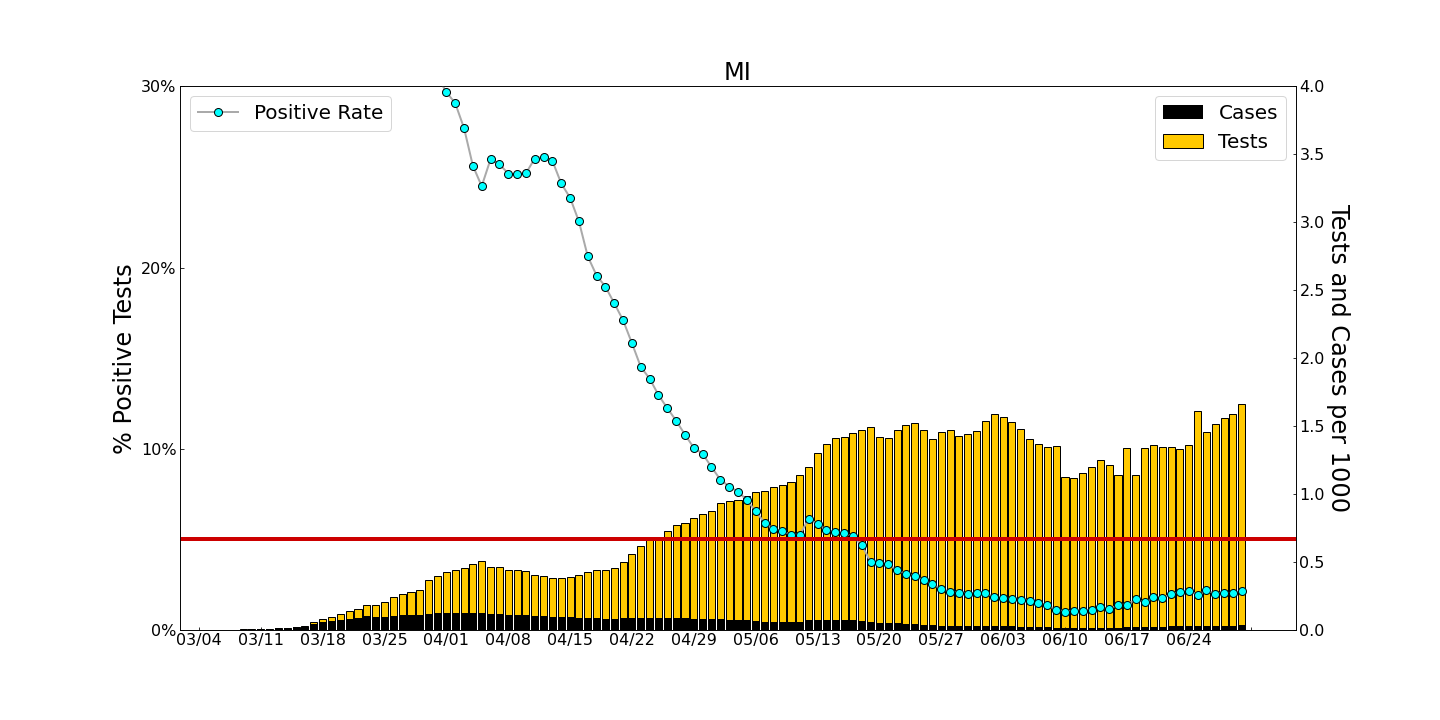 MI
30%
20%
10%
0%
% Positive Tests
Positive Rate
Cases
Tests
4.0
3.5
3.0
2.5
2.0
1.5
1.0
0.5
0.0
Tests and Cases per 1000
03/04 03/11 03/18 03/25 04/01 04/08 04/15 04/22 04/29 05/06 05/13 05/20 05/27 06/03 06/10 06/17 06/24